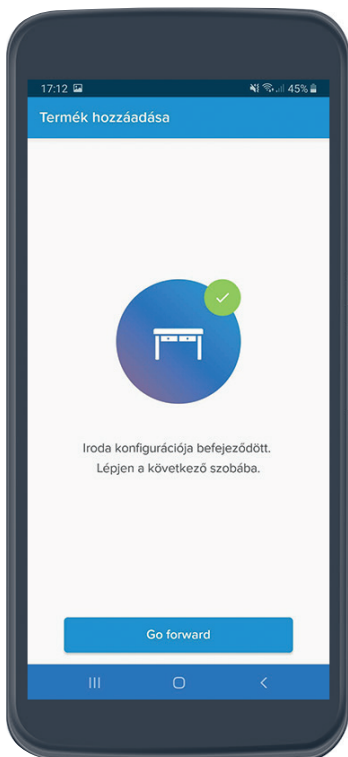 17:12 45%
Termék hozzáadása
Iroda konfigurációja befejeződött.
Lépjen a következő szobába.
Go forward